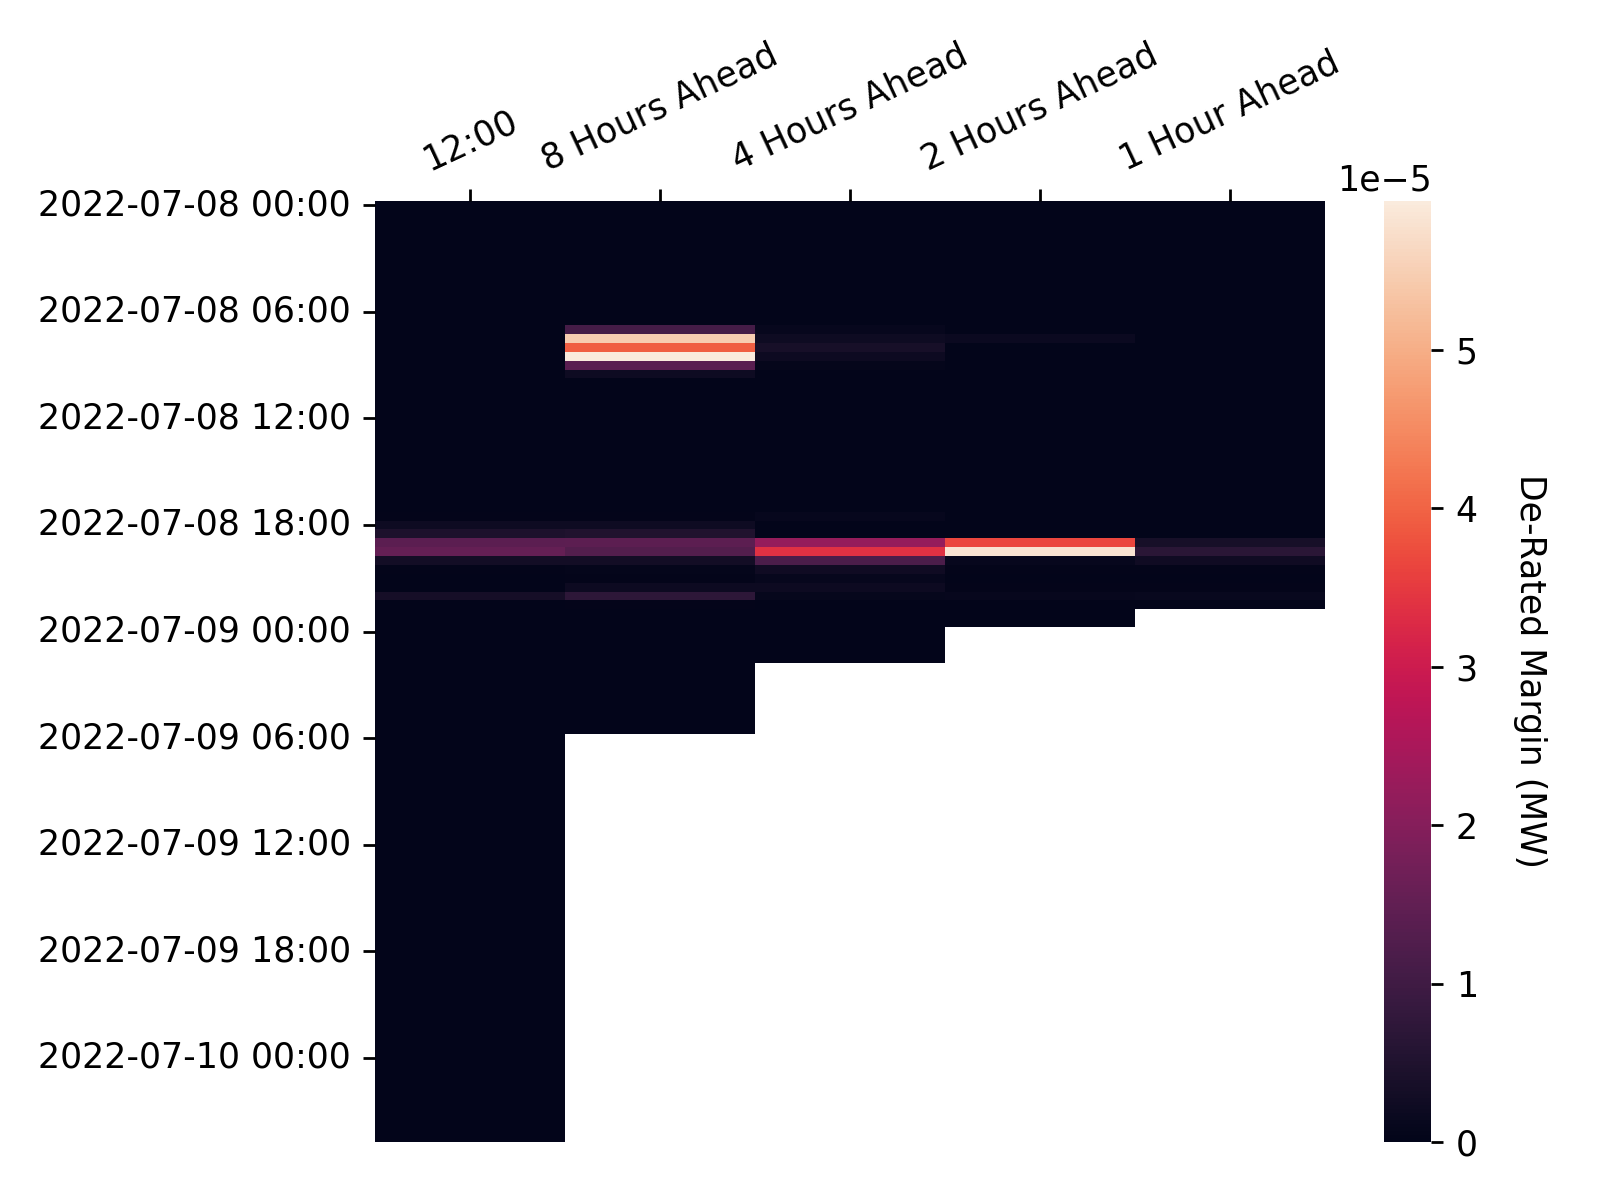 12:00
8 Hours Ahead
4 Hours Ahead
2 Hours Ahead
1 Hour Ahead
1e−5
2022-07-08 00:00
2022-07-08 06:00
2022-07-08 12:00
2022-07-08 18:00
2022-07-09 00:00
2022-07-09 06:00
2022-07-09 12:00
2022-07-09 18:00
2022-07-10 00:00
5
4
3
2
1
0
De-Rated Margin (MW)